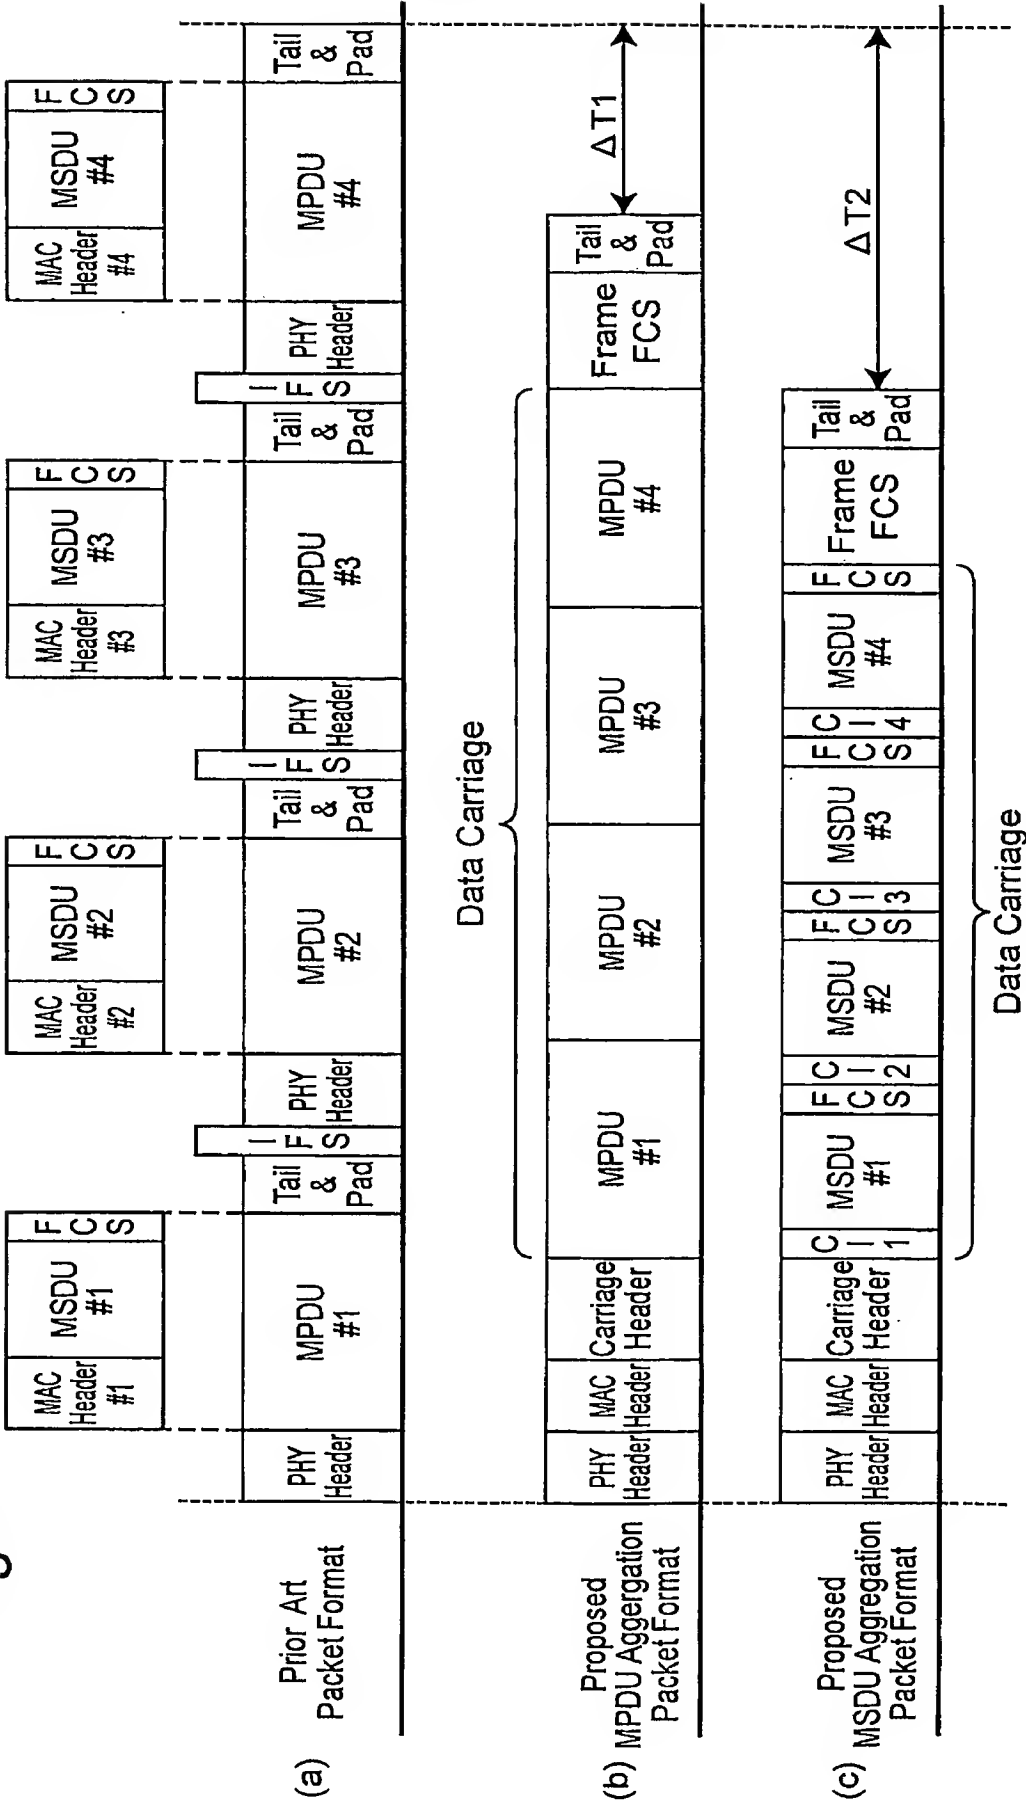 MAC
Header
#1
MSDU
#1
F
C
S
MAC
Header
#2
MSDU
#2
F
C
S
MAC
Header
#3
MSDU
#3
F
C
S
MAC
Header
#4
MSDU
#4
F
C
S
(a)
Prior Art
Packet Format
PHY
Header
MPDU
#1
Tail
&
Pad
I
F
S
PHY
Header
MPDU
#2
Tail
&
Pad
I
F
S
PHY
Header
MPDU
#3
Tail
&
Pad
I
F
S
PHY
Header
MPDU
#4
Tail
&
Pad
Data Carriage
(b)
Proposed
MPDU Aggergation
Packet Format
PHY
Header
MAC
Header
Carriage
Header
MPDU
#1
MPDU
#2
MPDU
#3
MPDU
#4
Frame
FCS
Tail
&
Pad
ΔT1
(c)
Proposed
MSDU Aggregation
Packet Format
PHY
Header
MAC
Header
Carriage
Header
C
I
1
MSDU
#1
F
C
S
C
I
2
MSDU
#2
F
C
S
C
I
3
MSDU
#3
F
C
S
C
I
4
MSDU
#4
F
C
S
Frame
FCS
Tail
&
Pad
ΔT2
Data Carriage